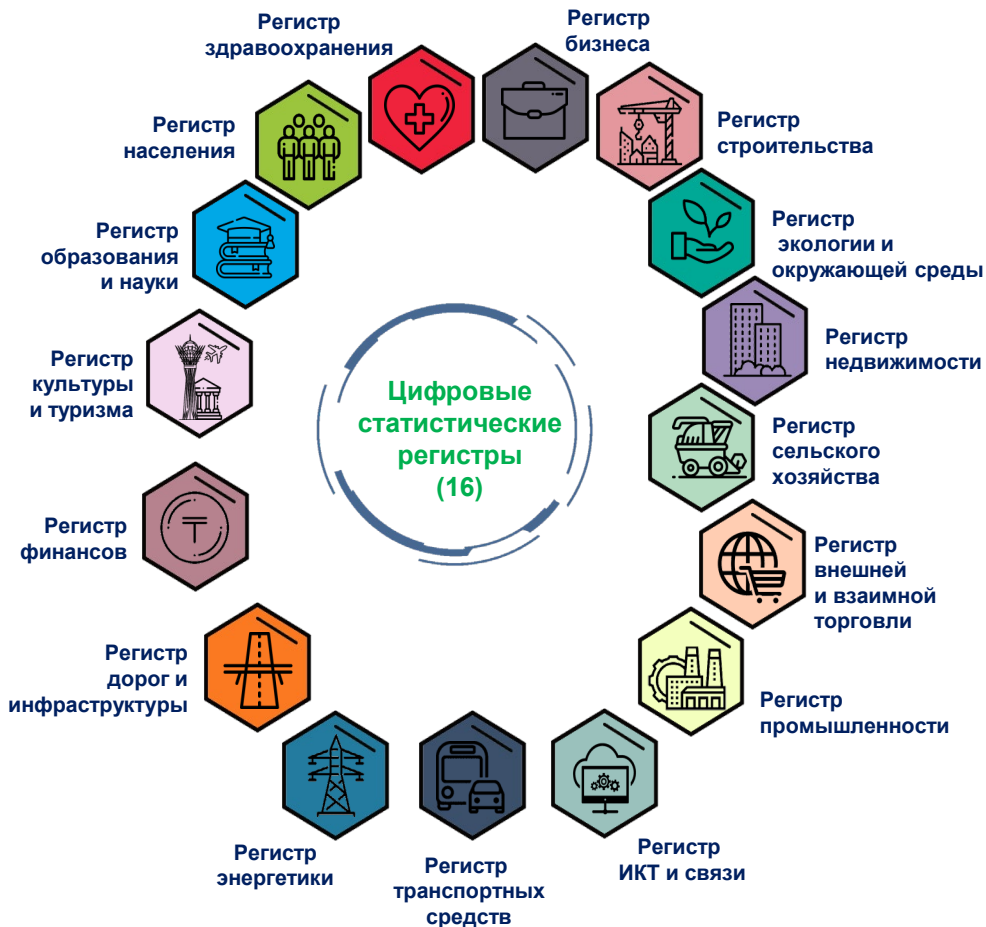 Регистр
здравоохранения
Регистр
бизнеса
Регистр
строительства
Регистр
экологии и
окружающей среды
Регистр
недвижимости
Регистр
сельского
хозяйства
Регистр
внешней
и взаимной
торговли
Регистр
промышленности
Регистр
ИКТ и связи
Регистр
транспортных
средств
Регистр
энергетики
Регистр
дорог и
инфраструктуры
Регистр
финансов
Регистр
культуры
и туризма
Регистр
образования
и науки
Регистр
населения
Цифровые
статистические
регистры
(16)